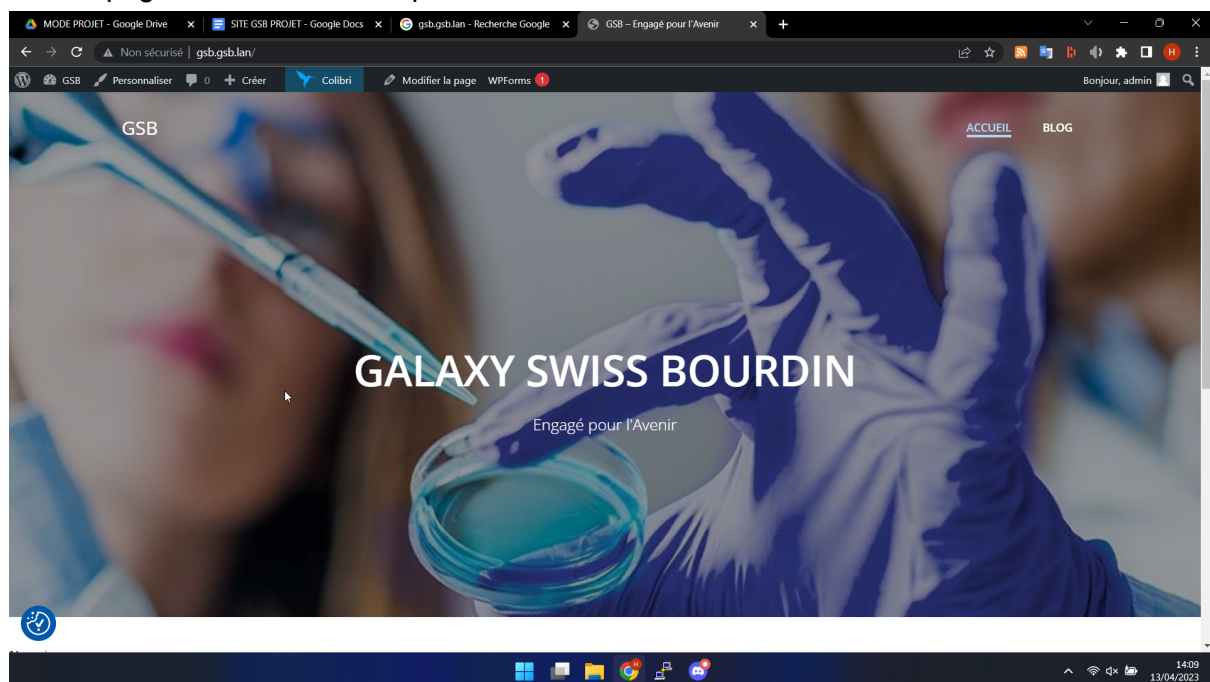 MODE PROJET - Google Drive
SITE GSB PROJET - Google Docs
gsb.gsb.lan - Recherche Google
GSB – Engagé pour l'Avenir
Non sécurisé | gsb.gsb.lan/
GSB Personnaliser 0 + Créer Colibri Modifier la page WPForms 1
Bonjour, admin
GSB
ACCUEIL BLOG
GALAXY SWISS BOURDIN
Engagé pour l'Avenir
14:09
13/04/2023